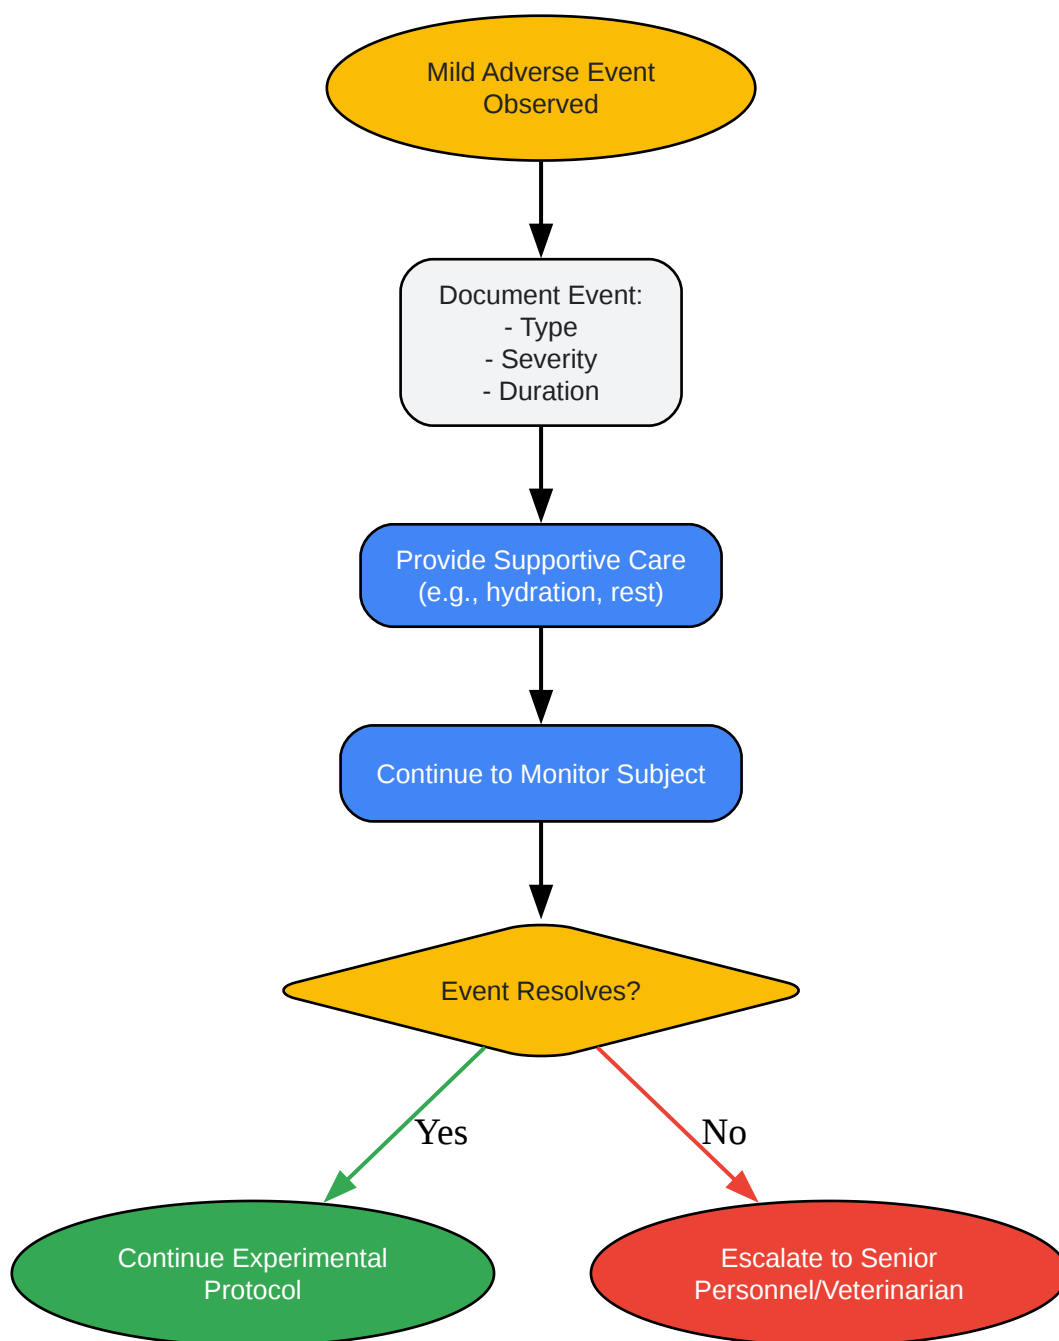 Mild Adverse Event
Observed
Document Event:
- Type
- Severity
- Duration
Provide Supportive Care
(e.g., hydration, rest)
Continue to Monitor Subject
Event Resolves?
Yes
No
Continue Experimental
Protocol
Escalate to Senior
Personnel/Veterinarian